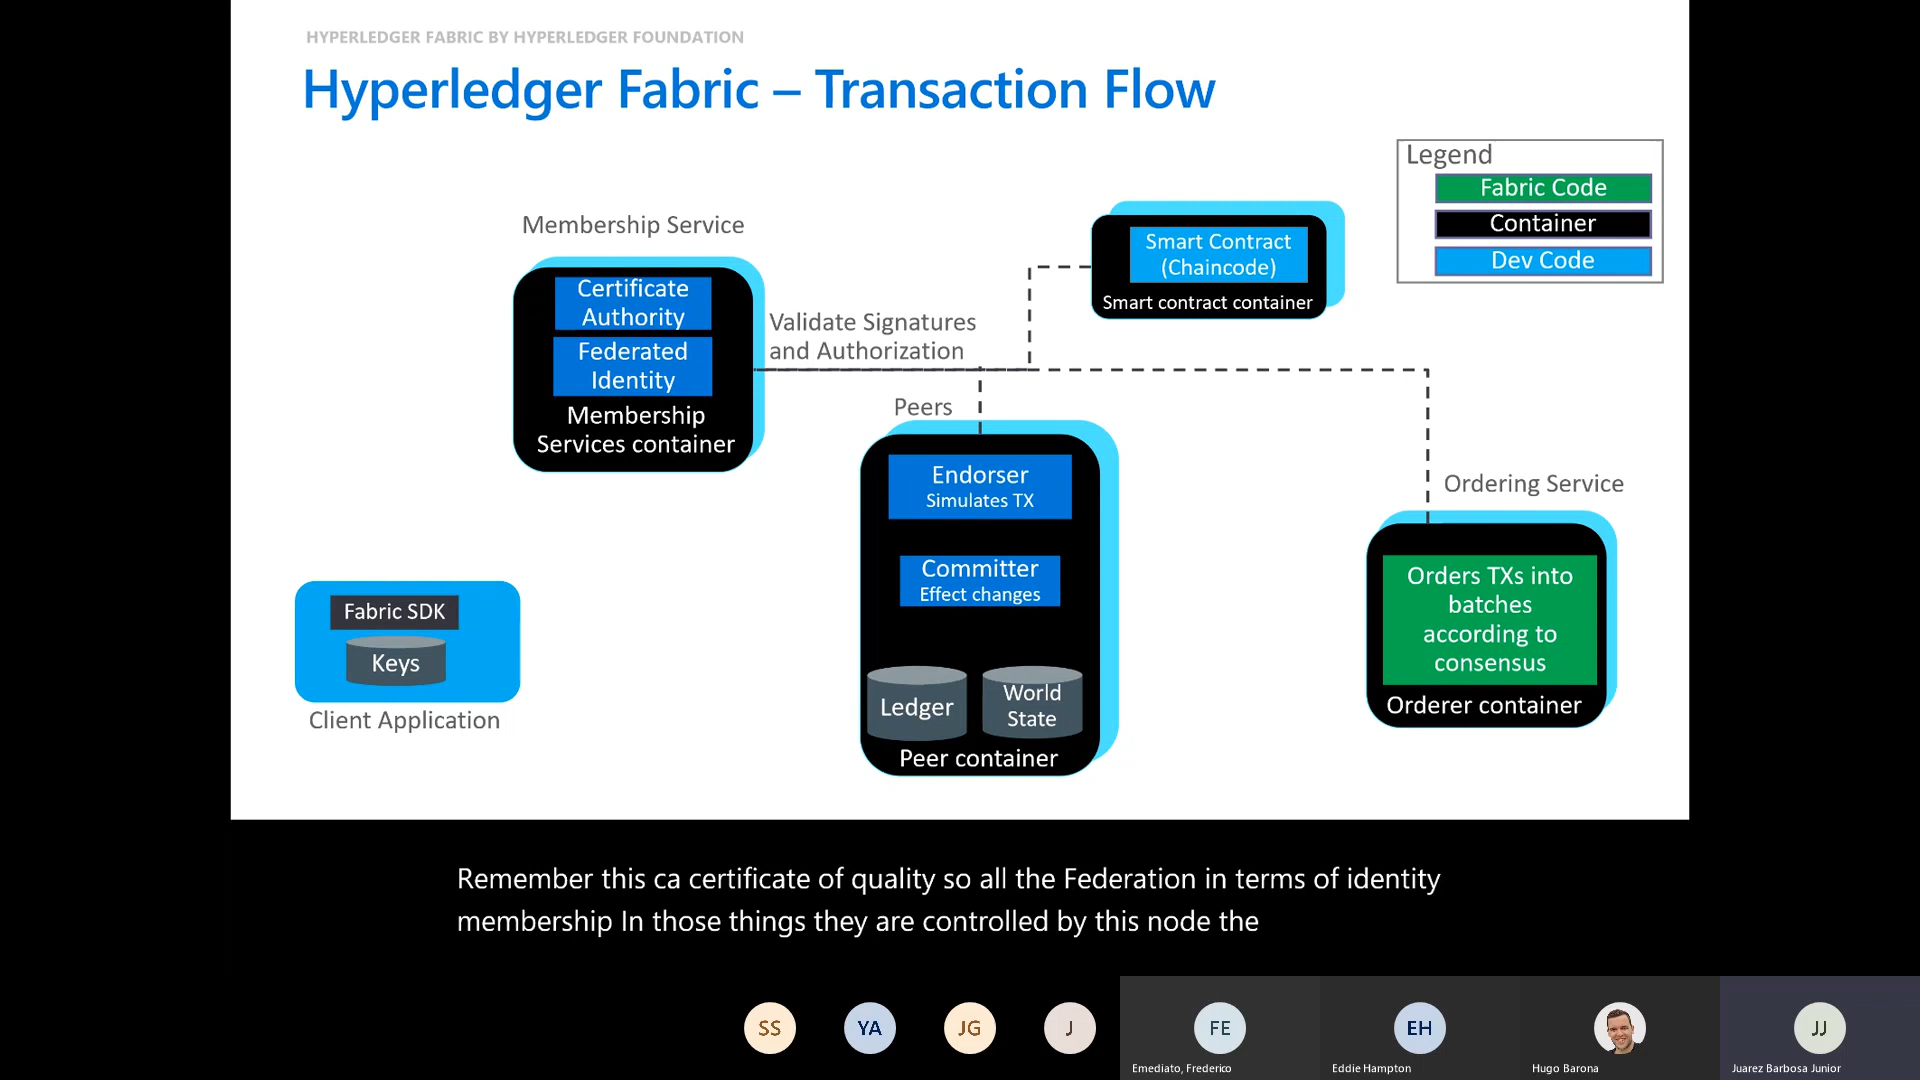 HYPERLEDGER FABRIC BY HYPERLEDGER FOUNDATION
Hyperledger Fabric – Transaction Flow
Legend
Fabric Code
Container
Dev Code
Membership Service
Certificate
Authority
Federated
Identity
Membership
Services container
Validate Signatures
and Authorization
Smart Contract
(Chaincode)
Smart contract container
Peers
Endorser
Simulates TX
Committer
Effect changes
Ledger
World
State
Peer container
Ordering Service
Orders TXs into
batches
according to
consensus
Orderer container
Fabric SDK
Keys
Client Application
Remember this ca certificate of quality so all the Federation in terms of identity
membership In those things they are controlled by this node the
SS
YA
JG
J
FE
EH
JJ
Emediato, Frederico
Eddie Hampton
Hugo Barona
Juarez Barbosa Junior